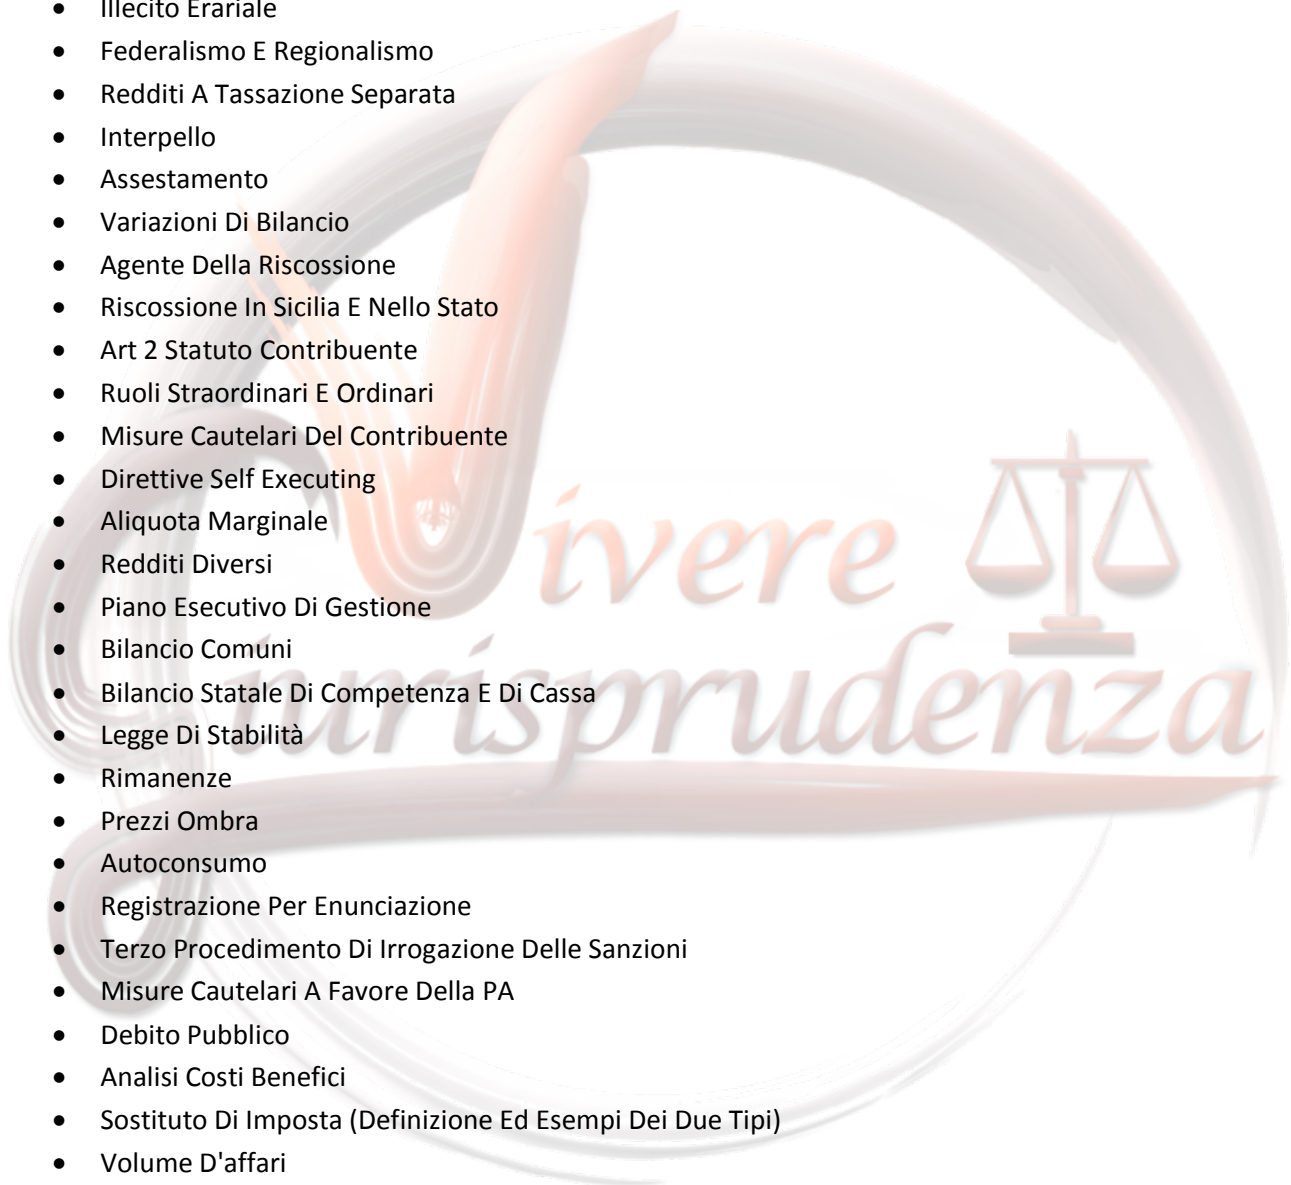 • Illecito Erariale
• Federalismo E Regionalismo
• Redditi A Tassazione Separata
• Interpello
• Assestamento
• Variazioni Di Bilancio
• Agente Della Riscossione
• Riscossione In Sicilia E Nello Stato
• Art 2 Statuto Contribuente
• Ruoli Straordinari E Ordinari
• Misure Cautelari Del Contribuente
• Direttive Self Executing
• Aliquota Marginale
• Redditi Diversi
• Piano Esecutivo Di Gestione
• Bilancio Comuni
• Bilancio Statale Di Competenza E Di Cassa
• Legge Di Stabilità
• Rimanenze
• Prezzi Ombra
• Autoconsumo
• Registrazione Per Enunciazione
• Terzo Procedimento Di Irrogazione Delle Sanzioni
• Misure Cautelari A Favore Della PA
• Debito Pubblico
• Analisi Costi Benefici
• Sostituto Di Imposta (Definizione Ed Esempi Dei Due Tipi)
• Volume D'affari
Vivere
Giurisprudenza